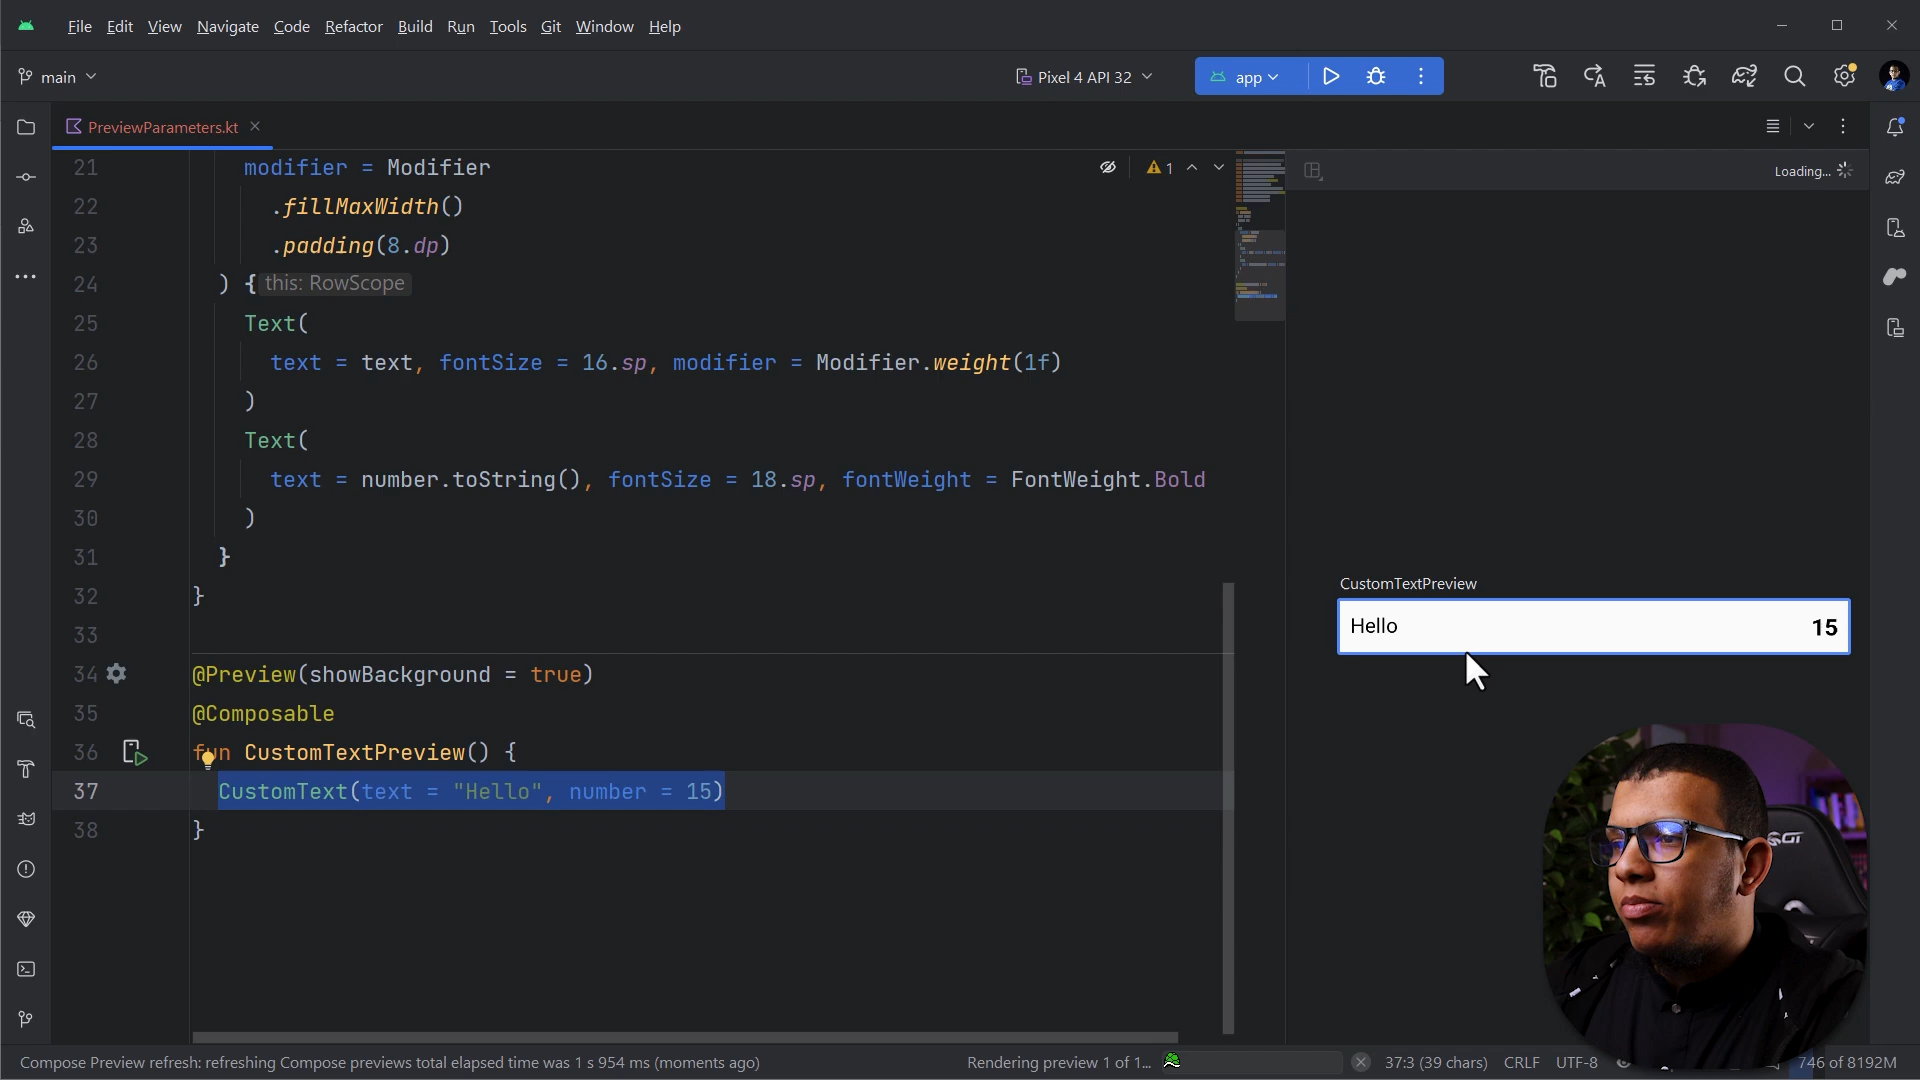 File Edit View Navigate Code Refactor Build Run Tools Git Window Help
main Pixel 4 API 32 app
PreviewParameters.kt
21 modifier = Modifier 1 Loading...
22 .fillMaxWidth()
23 .padding(8.dp)
24 ) { this: RowScope
25 Text(
26 text = text, fontSize = 16.sp, modifier = Modifier.weight(1f)
27 )
28 Text(
29 text = number.toString(), fontSize = 18.sp, fontWeight = FontWeight.Bold
30 )
31 }
32 }
33
34 @Preview(showBackground = true)
35 @Composable
36 fun CustomTextPreview() {
37 CustomText(text = "Hello", number = 15)
38 }
CustomTextPreview
Hello 15
GT
Compose Preview refresh: refreshing Compose previews total elapsed time was 1 s 954 ms (moments ago) Rendering preview 1 of 1... 37:3 (39 chars) CRLF UTF-8 746 of 8192M